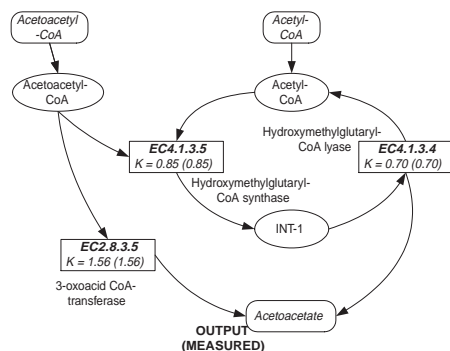 Acetoacetyl
-CoA
Acetyl-
CoA
Acetoacetyl-
CoA
Acetyl-
CoA
Hydroxymethylglutaryl-
CoA lyase
EC4.1.3.5
K = 0.85 (0.85)
EC4.1.3.4
K = 0.70 (0.70)
Hydroxymethylglutaryl-
CoA synthase
INT-1
EC2.8.3.5
K = 1.56 (1.56)
3-oxoacid CoA-
transferase
Acetoacetate
OUTPUT
(MEASURED)